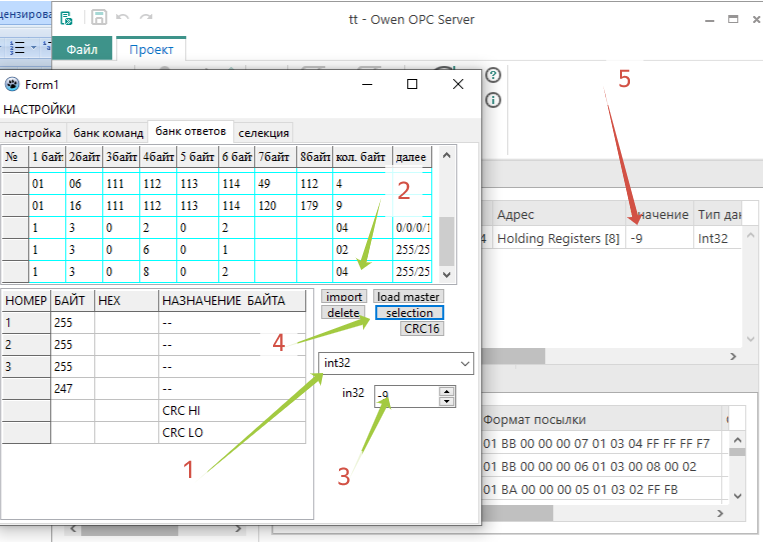 цензирова
tt - Owen OPC Server
Файл
Проект
Form1
НАСТРОЙКИ
настройка
банк команд
банк ответов
селекция
№ 1 байт 2байт 3байт 4байт 5 байт 6 байт 7байт 8байт кол. байт далее
01 06 111 112 113 114 49 112 4
01 16 111 112 113 114 120 179 9
1 3 0 2 0 2 04 0/0/0/1
1 3 0 6 0 1 02 255/25
1 3 0 8 0 2 04 255/25
НОМЕР БАЙТ HEX НАЗНАЧЕНИЕ БАЙТА
1 255 --
2 255 --
3 255 --
247 --
CRC HI
CRC LO
import
load master
delete
selection
CRC16
int32
in32
-9
1
2
3
4
5
Адрес
начение
Тип дан
4 Holding Registers [8] -9 Int32
Формат посылки
01 BB 00 00 00 07 01 03 04 FF FF FF F7
01 BB 00 00 00 06 01 03 00 08 00 02
01 BA 00 00 00 05 01 03 02 FF FB